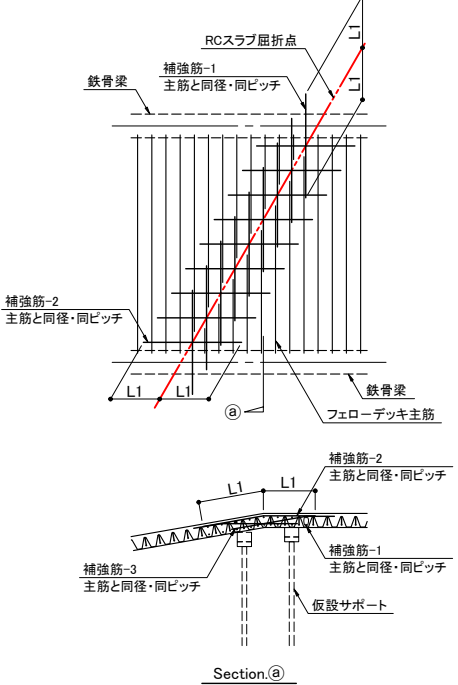 L1
RCスラブ屈折点
補強筋-1
主筋と同径・同ピッチ
鉄骨梁
L1
補強筋-2
主筋と同径・同ピッチ
L1
L1
鉄骨梁
ⓐ
フェローデッキ主筋
補強筋-2
主筋と同径・同ピッチ
L1
L1
補強筋-1
主筋と同径・同ピッチ
補強筋-3
主筋と同径・同ピッチ
仮設サポート
Section.ⓐ